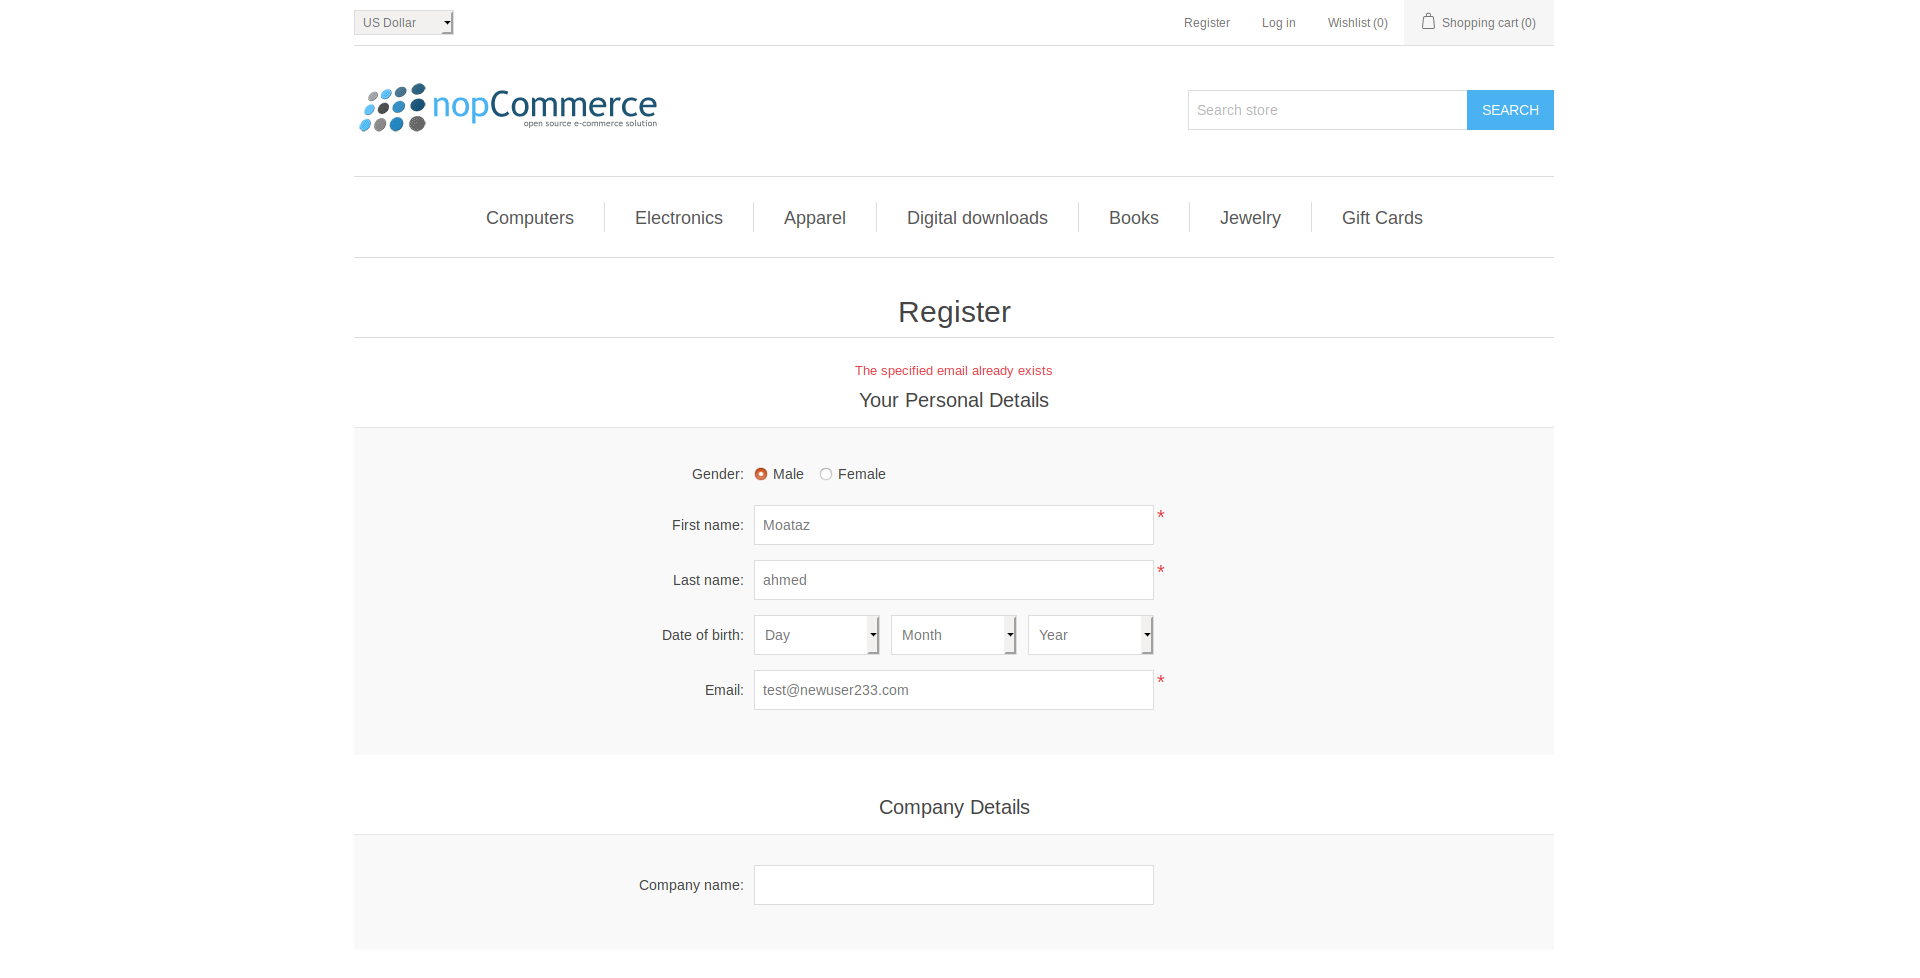 US Dollar
Register
Log in
Wishlist (0)
Shopping cart (0)
nopCommerce
open source e-commerce solution
Search store
SEARCH
Computers
Electronics
Apparel
Digital downloads
Books
Jewelry
Gift Cards
Register
The specified email already exists
Your Personal Details
Gender: Male Female
First name: Moataz *
Last name: ahmed *
Date of birth: Day Month Year
Email: test@newuser233.com *
Company Details
Company name: